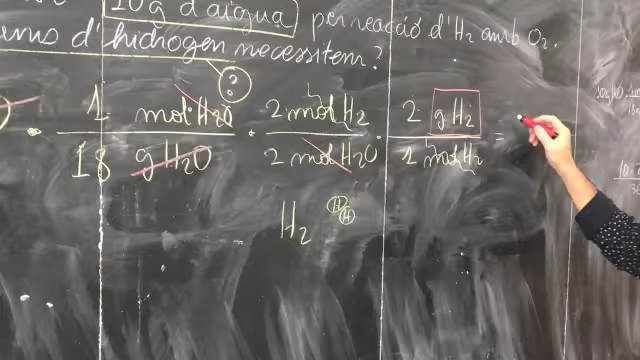 10g d'aigua per reacció d'H₂ amb O₂.
d'hidrogen necessitem?
?
1 mol H₂O · 2 mol H₂ · 2 g H₂ =
18 g H₂O 2 mol H₂O 1 mol H₂
H₂ H H